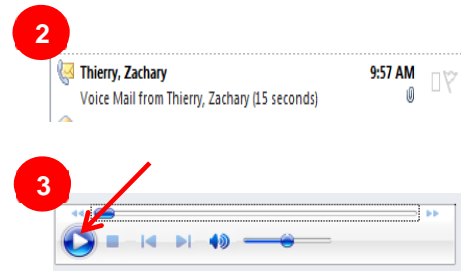 2
Thierry, Zachary 9:57 AM
Voice Mail from Thierry, Zachary (15 seconds)
3